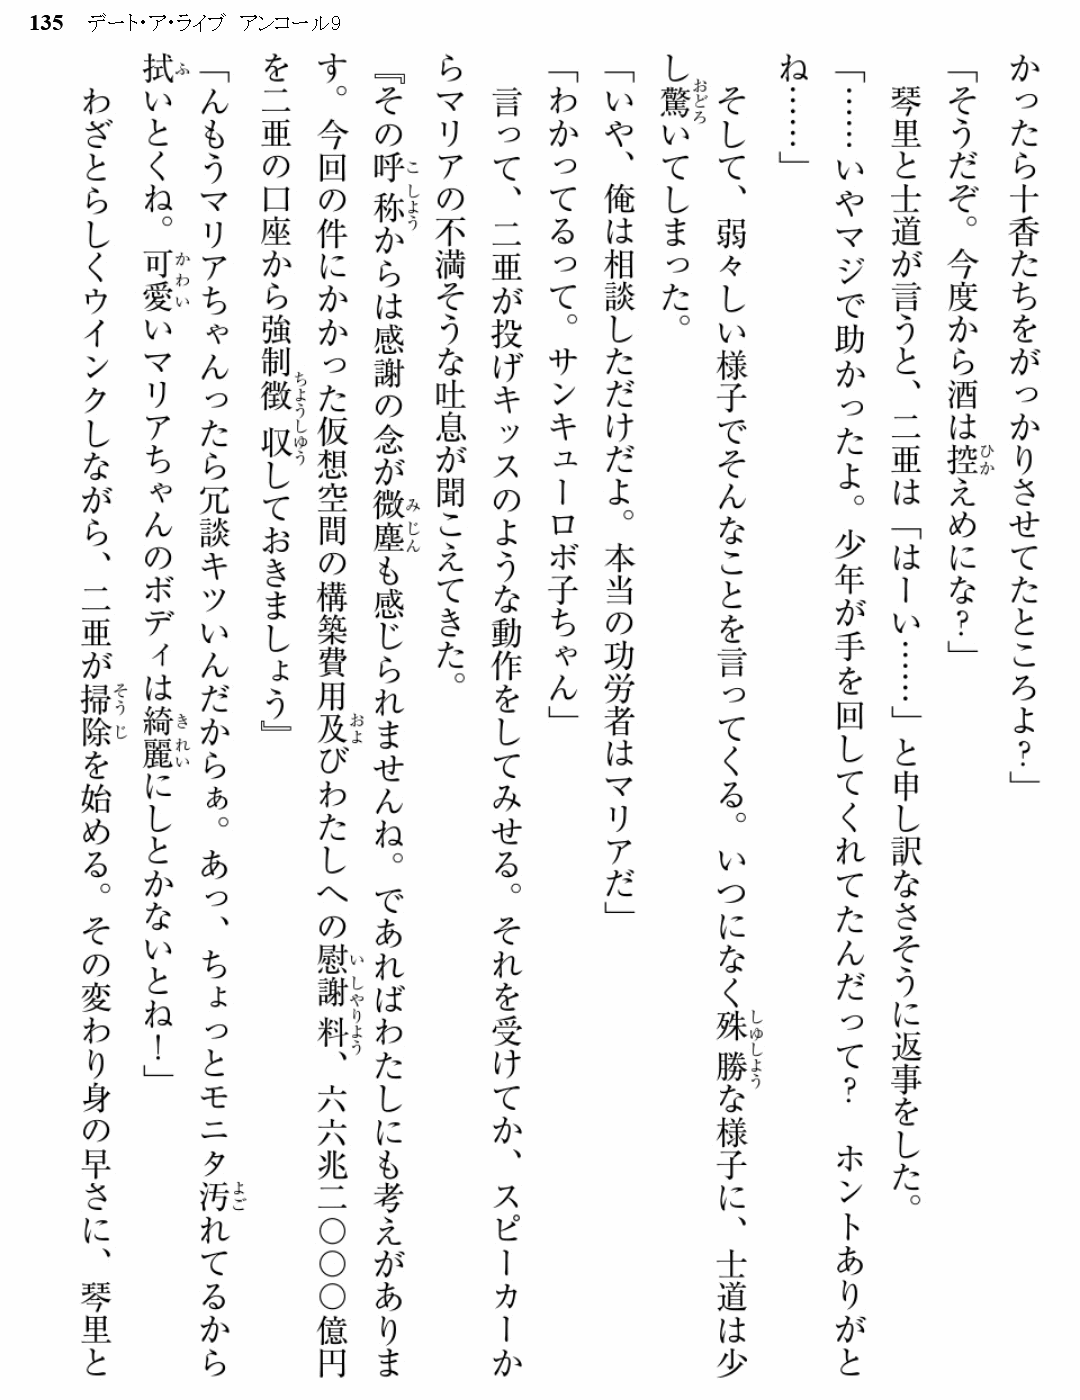 135 デート・ア・ライブ アンコール9
かったら十香たちをがっかりさせてたところよ?」
「そうだぞ。今度から酒は控えめにな?」
琴里と士道が言うと、二亜は「はーい……」と申し訳なさそうに返事をした。
「……いやマジで助かったよ。少年が手を回してくれてたんだって? ホントありがと
ね……」
そして、弱々しい様子でそんなことを言ってくる。いつになく殊勝な様子に、士道は少
し驚いてしまった。
「いや、俺は相談しただけだよ。本当の功労者はマリアだ」
「わかってるって。サンキューロボ子ちゃん」
言って、二亜が投げキッスのような動作をしてみせる。それを受けてか、スピーカーか
らマリアの不満そうな吐息が聞こえてきた。
『その呼称からは感謝の念が微塵も感じられませんね。であればわたしにも考えがありま
す。今回の件にかかった仮想空間の構築費用及びわたしへの慰謝料、六六兆二〇〇〇億円
を二亜の口座から強制徴収しておきましょう』
「んもうマリアちゃんったら冗談キツいんだからぁ。あっ、ちょっとモニタ汚れてるから
拭いとくね。可愛いマリアちゃんのボディは綺麗にしとかないとね!」
わざとらしくウインクしながら、二亜が掃除を始める。その変わり身の早さに、琴里と